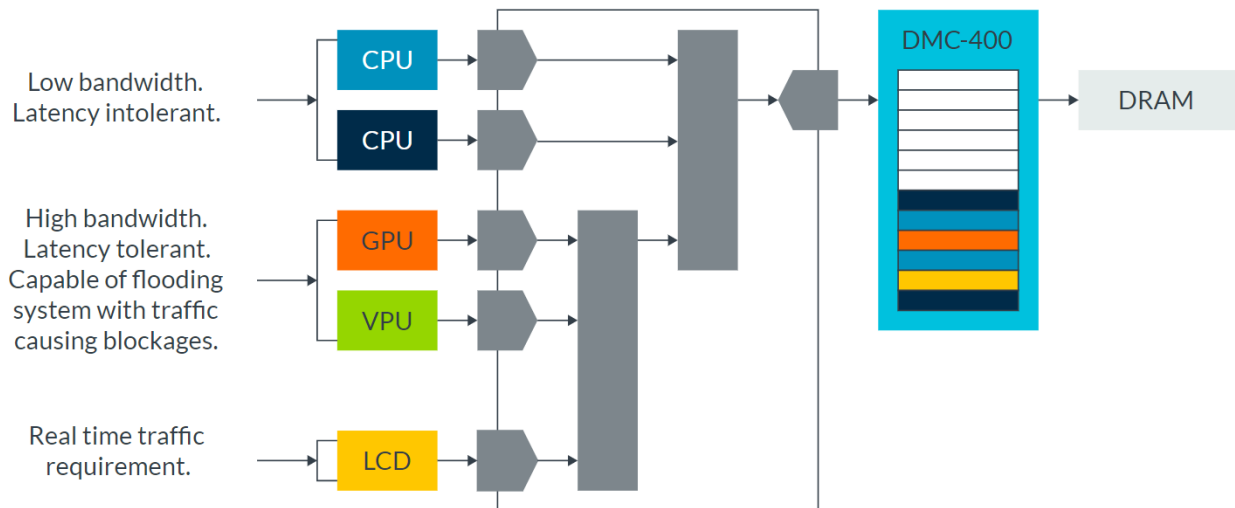 Low bandwidth.
Latency intolerant.
CPU
CPU
High bandwidth.
Latency tolerant.
Capable of flooding
system with traffic
causing blockages.
GPU
VPU
Real time traffic
requirement.
LCD
DMC-400
DRAM